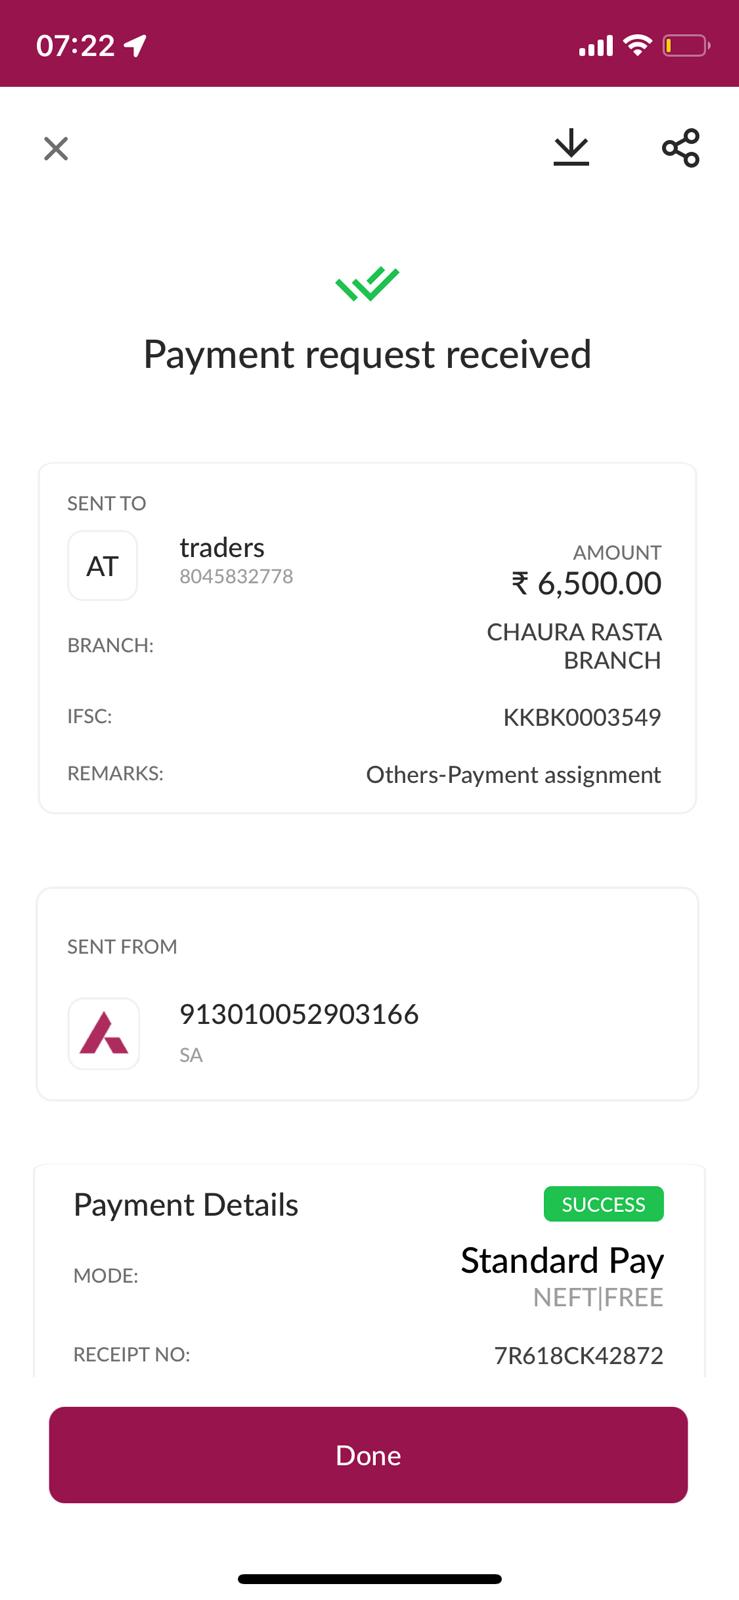 07:22
Payment request received
SENT TO
AT
traders
8045832778
AMOUNT
₹ 6,500.00
BRANCH:
CHAURA RASTA
BRANCH
IFSC:
KKBK0003549
REMARKS:
Others-Payment assignment
SENT FROM
913010052903166
SA
Payment Details
SUCCESS
MODE:
Standard Pay
NEFT|FREE
RECEIPT NO:
7R618CK42872
Done